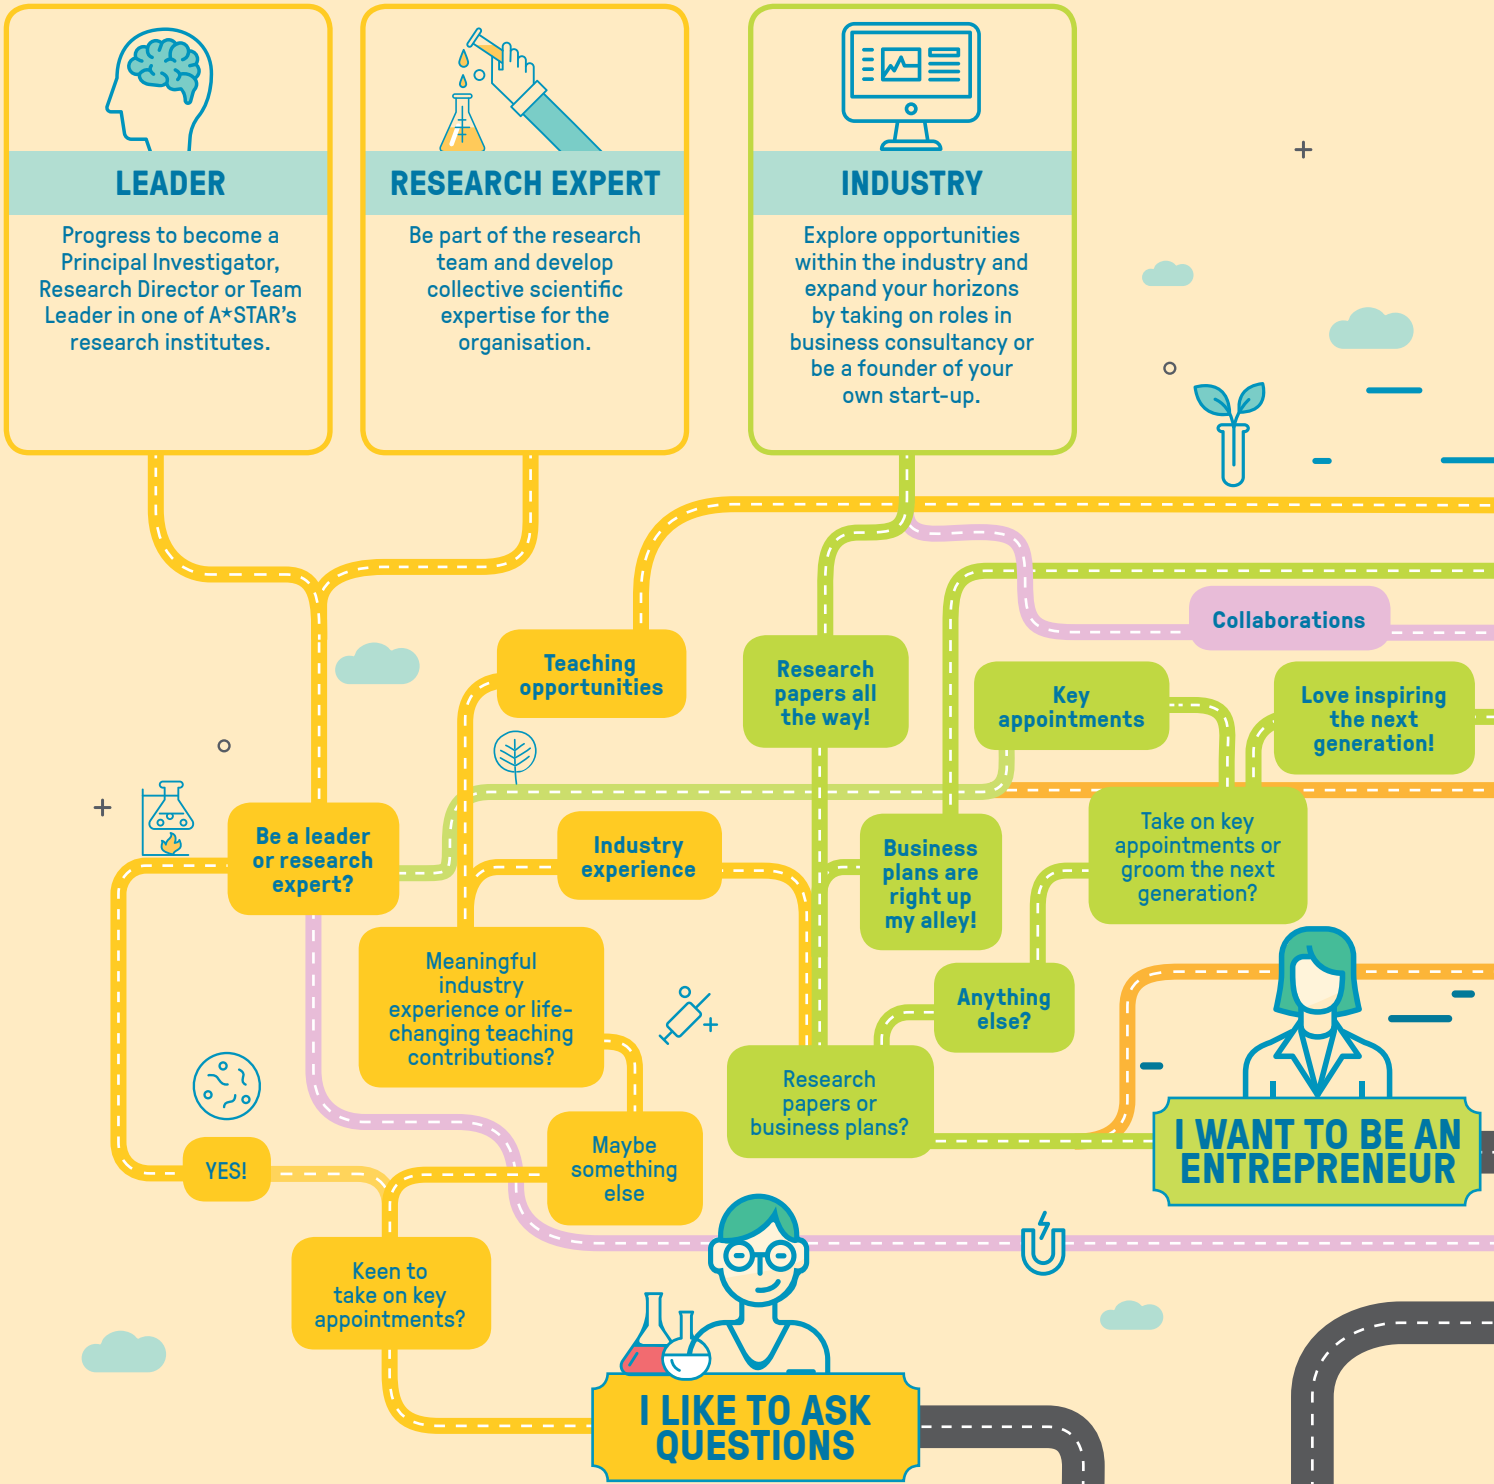 LEADER
Progress to become a
Principal Investigator,
Research Director or Team
Leader in one of A*STAR's
research institutes.
RESEARCH EXPERT
Be part of the research
team and develop
collective scientific
expertise for the
organisation.
INDUSTRY
Explore opportunities
within the industry and
expand your horizons
by taking on roles in
business consultancy or
be a founder of your
own start-up.
Collaborations
Teaching
opportunities
Research
papers all
the way!
Key
appointments
Love inspiring
the next
generation!
Be a leader
or research
expert?
Industry
experience
Business
plans are
right up
my alley!
Take on key
appointments or
groom the next
generation?
Meaningful
industry
experience or life-
changing teaching
contributions?
Anything
else?
Research
papers or
business plans?
I WANT TO BE AN
ENTREPRENEUR
YES!
Maybe
something
else
Keen to
take on key
appointments?
I LIKE TO ASK
QUESTIONS